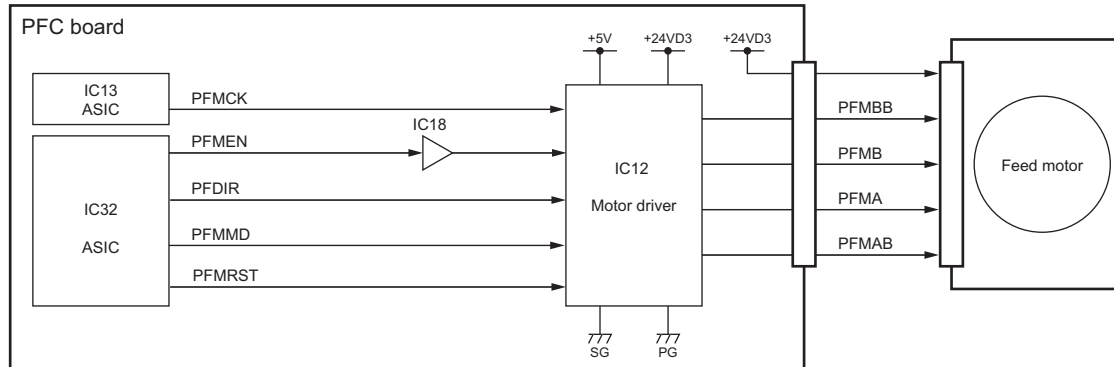 PFC board
+5V
+24VD3
+24VD3
IC13
ASIC
PFMCK
IC18
PFMEN
PFMBB
PFMB
IC12
Motor driver
Feed motor
PFDIR
IC32
ASIC
PFMA
PFMMD
PFMAB
PFMRST
SG
PG